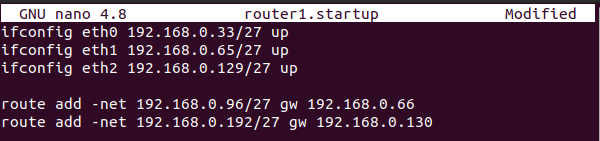 GNU nano 4.8 router1.startup Modified
ifconfig eth0 192.168.0.33/27 up
ifconfig eth1 192.168.0.65/27 up
ifconfig eth2 192.168.0.129/27 up
route add -net 192.168.0.96/27 gw 192.168.0.66
route add -net 192.168.0.192/27 gw 192.168.0.130